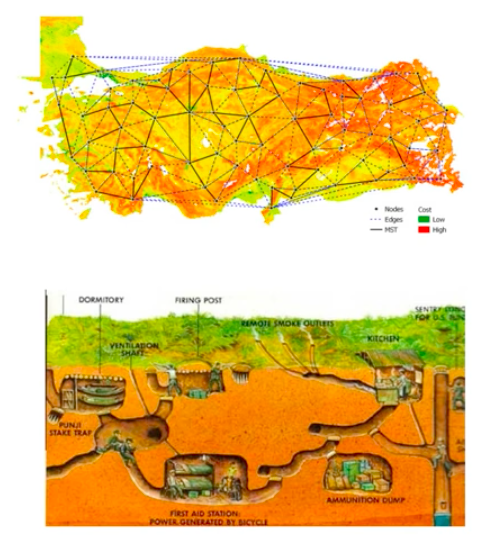 Nodes
Cost
Edges
Low
MST
High
DORMITORY
FIRING POST
REMOTE SMOKE OUTLETS
KITCHEN
VENTILATION
SHAFT
PUNJI
STAKE TRAP
AMMUNITION DUMP
FIRST AID STATION:
POWER GENERATED BY BICYCLE